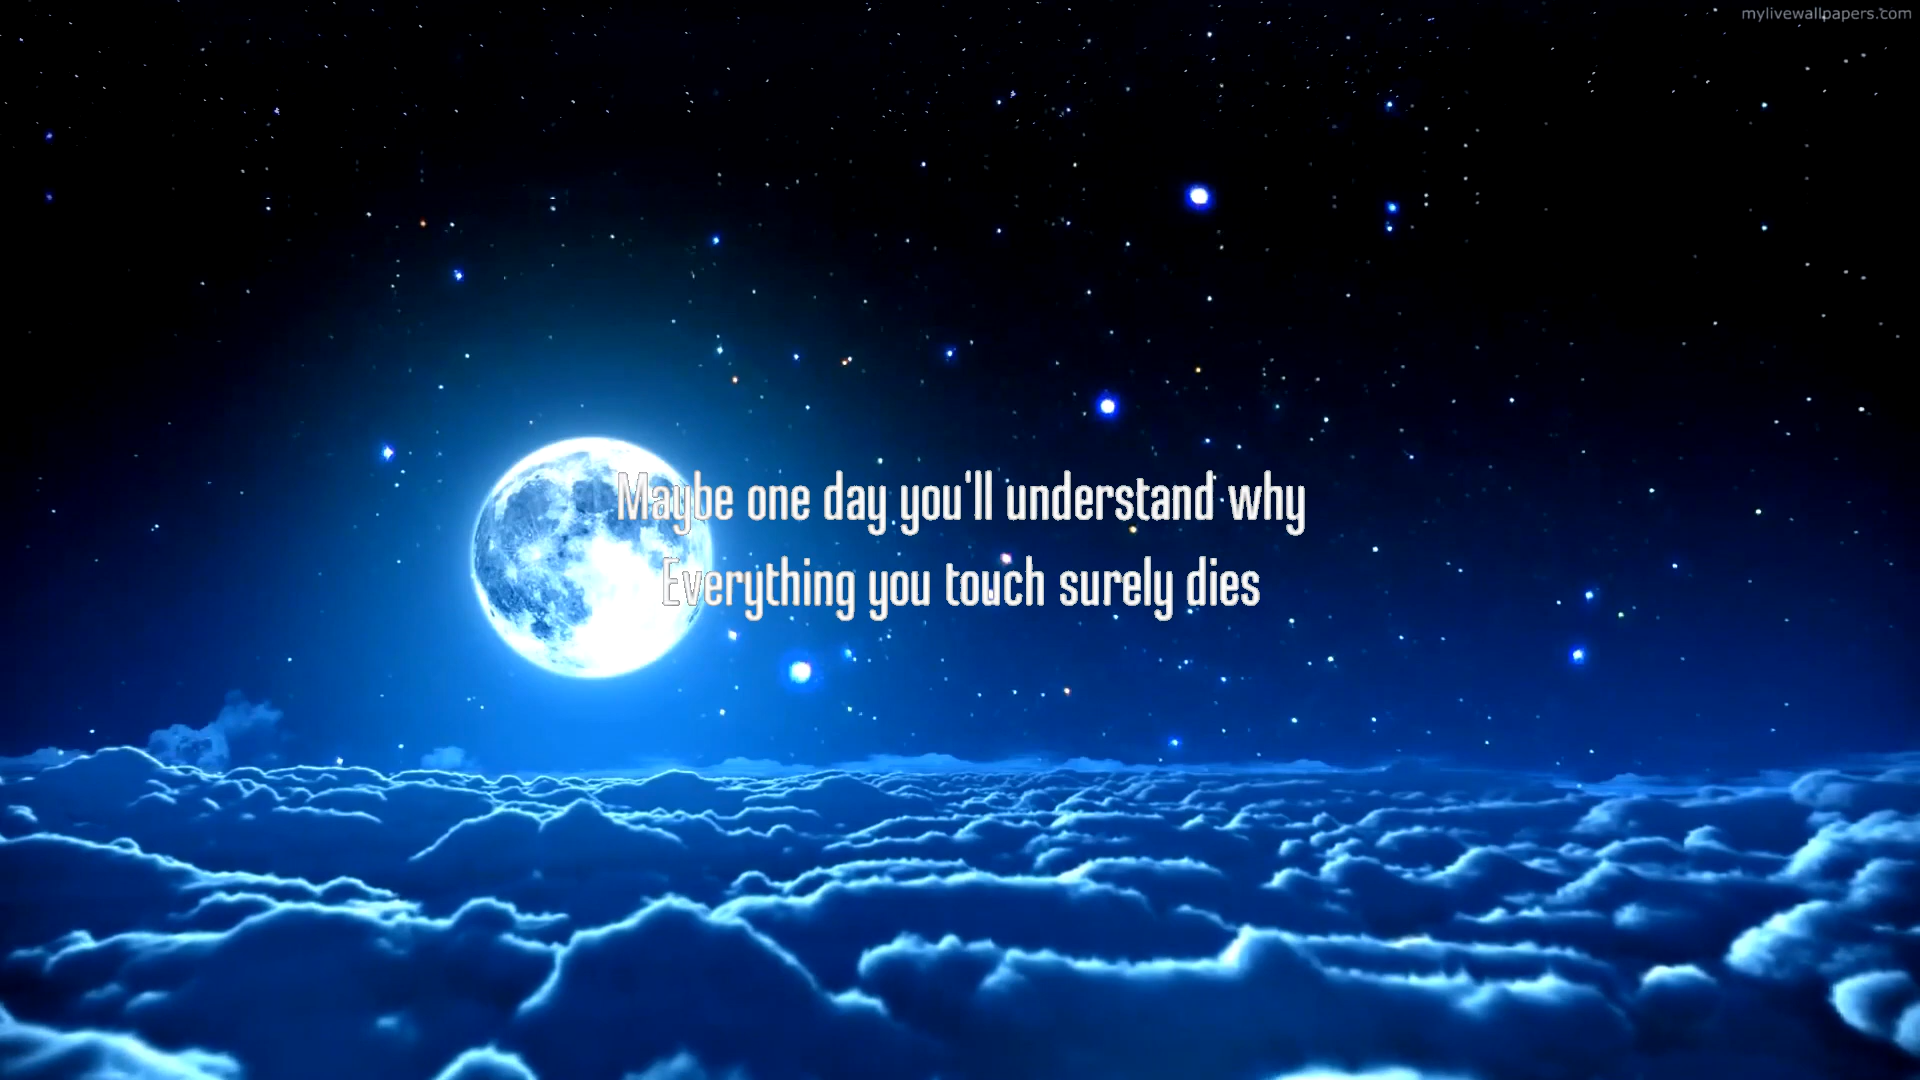 mylivewallpapers.com
Maybe one day you'll understand why
Everything you touch surely dies